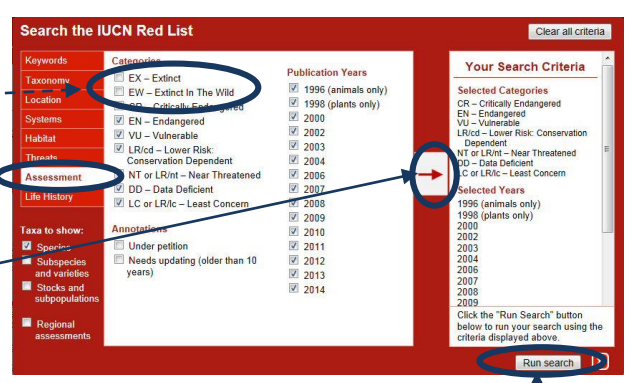 Search the IUCN Red List
Clear all criteria
Keywords
Taxonomy
Location
Systems
Habitat
Threats
Assessment
Life History
Taxa to show:
Species
Subspecies
and varieties
Stocks and
subpopulations
Regional
assessments
Categories
EX – Extinct
EW – Extinct In The Wild
CR – Critically Endangered
EN – Endangered
VU – Vulnerable
LR/cd – Lower Risk:
Conservation
Dependent
NT or LR/nt – Near Threatened
DD – Data Deficient
LC or LR/lc – Least Concern
Annotations
Under petition
Needs updating (older than 10
years)
Publication Years
1996 (animals only)
1998 (plants only)
2000
2002
2003
2004
2006
2007
2008
2009
2010
2011
2012
2013
2014
Your Search Criteria
Selected Categories
CR – Critically Endangered
EN – Endangered
VU – Vulnerable
LR/cd – Lower Risk: Conservation
Dependent
NT or LR/nt – Near Threatened
DD – Data Deficient
LC or LR/lc – Least Concern
Selected Years
1996 (animals only)
1998 (plants only)
2000
2002
2003
2004
2006
2007
2008
2009
Click the "Run Search" button
below to run your search using the
criteria displayed above.
Run search